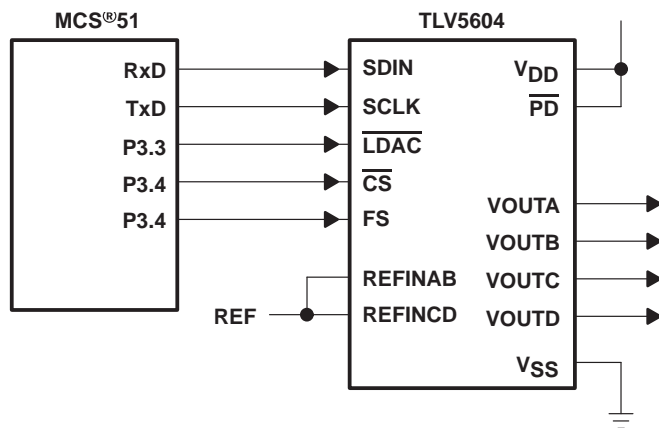 MCS®51
TLV5604
RxD
TxD
P3.3
P3.4
P3.4
SDIN
SCLK
LDAC
CS
FS
REFINAB
REFINCD
REF
VDD
PD
VOUTA
VOUTB
VOUTC
VOUTD
VSS